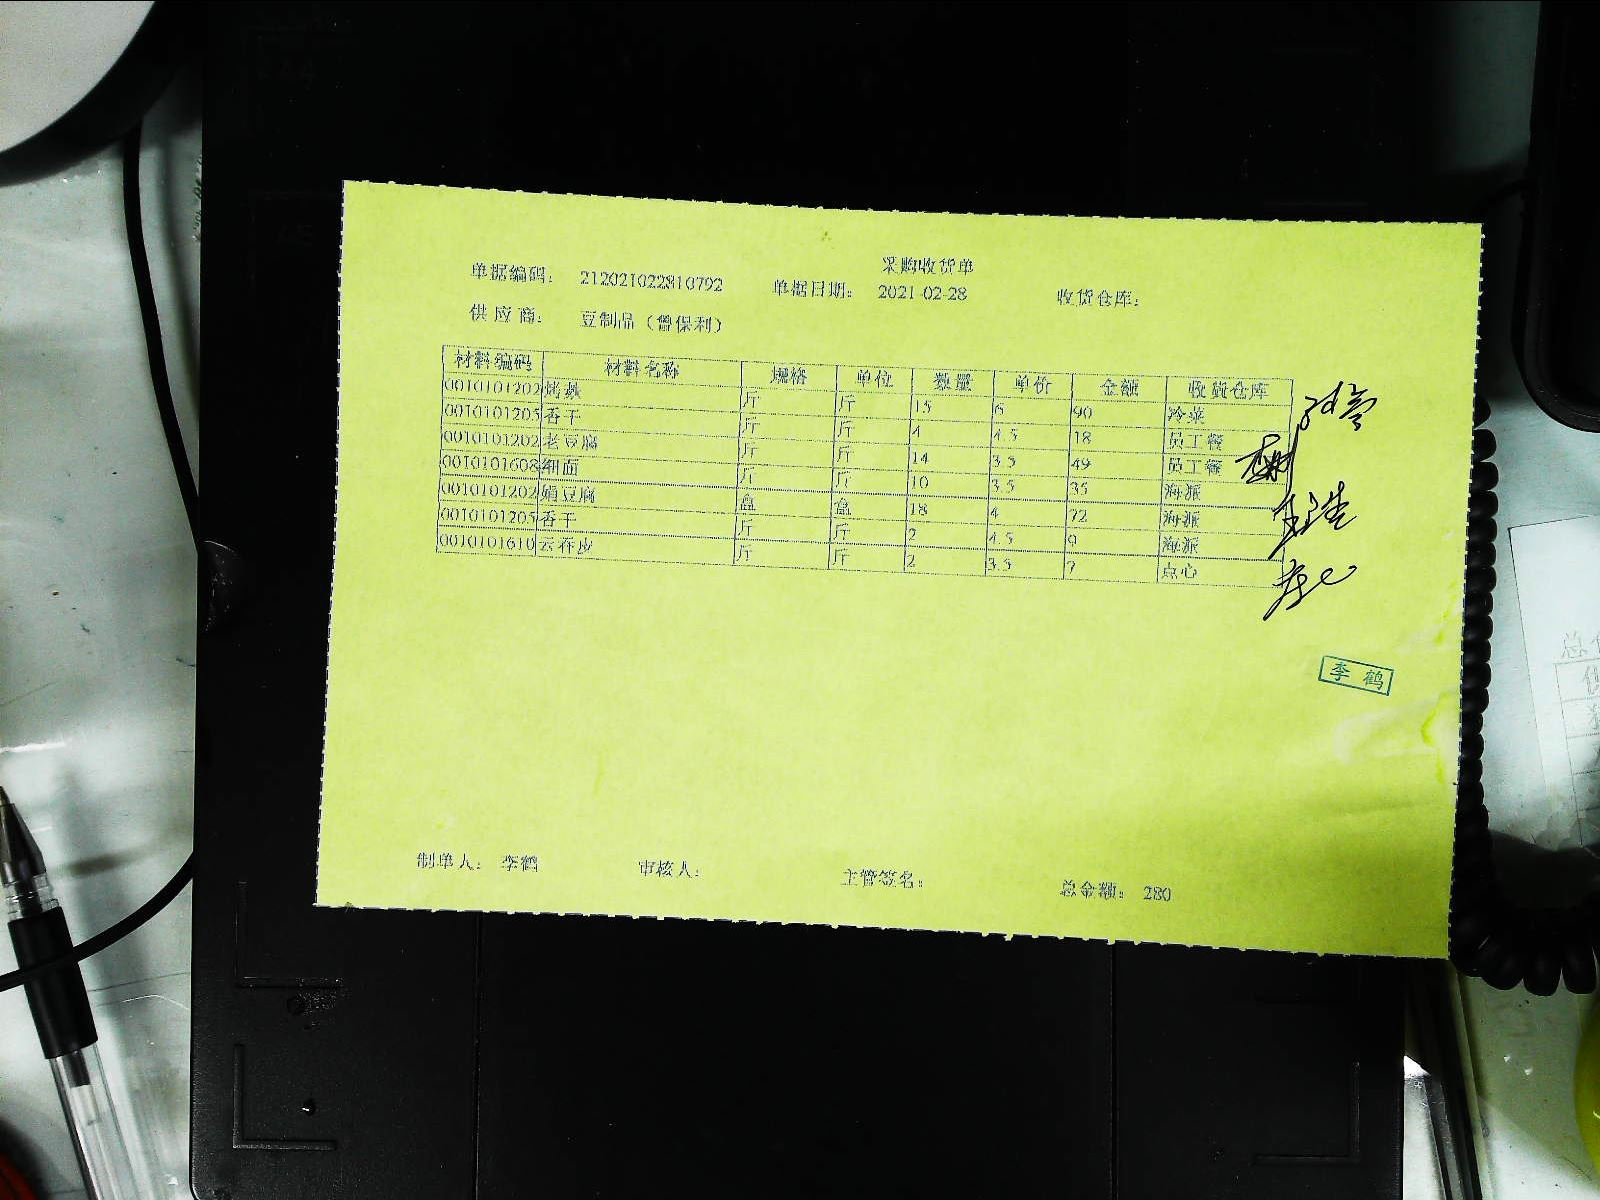 采购收货单
单据编码： 212021022810792 单据日期： 2021-02-28 收货仓库：
供 应 商： 豆制品（曾保利）
材料编码 材料名称 规格 单位 数量 单价 金额 收货仓库
0010101202 烤麸 斤 斤 15 6 90 冷菜
0010101205 香干 斤 斤 4 4.5 18 员工餐
0010101202 老豆腐 斤 斤 14 3.5 49 员工餐
0010101608 细面 斤 斤 10 3.5 35 海派
0010101202 绢豆腐 盒 盒 18 4 72 海派
0010101205 香干 斤 斤 2 4.5 9 海派
0010101610 云吞皮 斤 斤 2 3.5 7 点心
李鹤
制单人： 李鹤 审核人： 主管签名： 总金额： 280